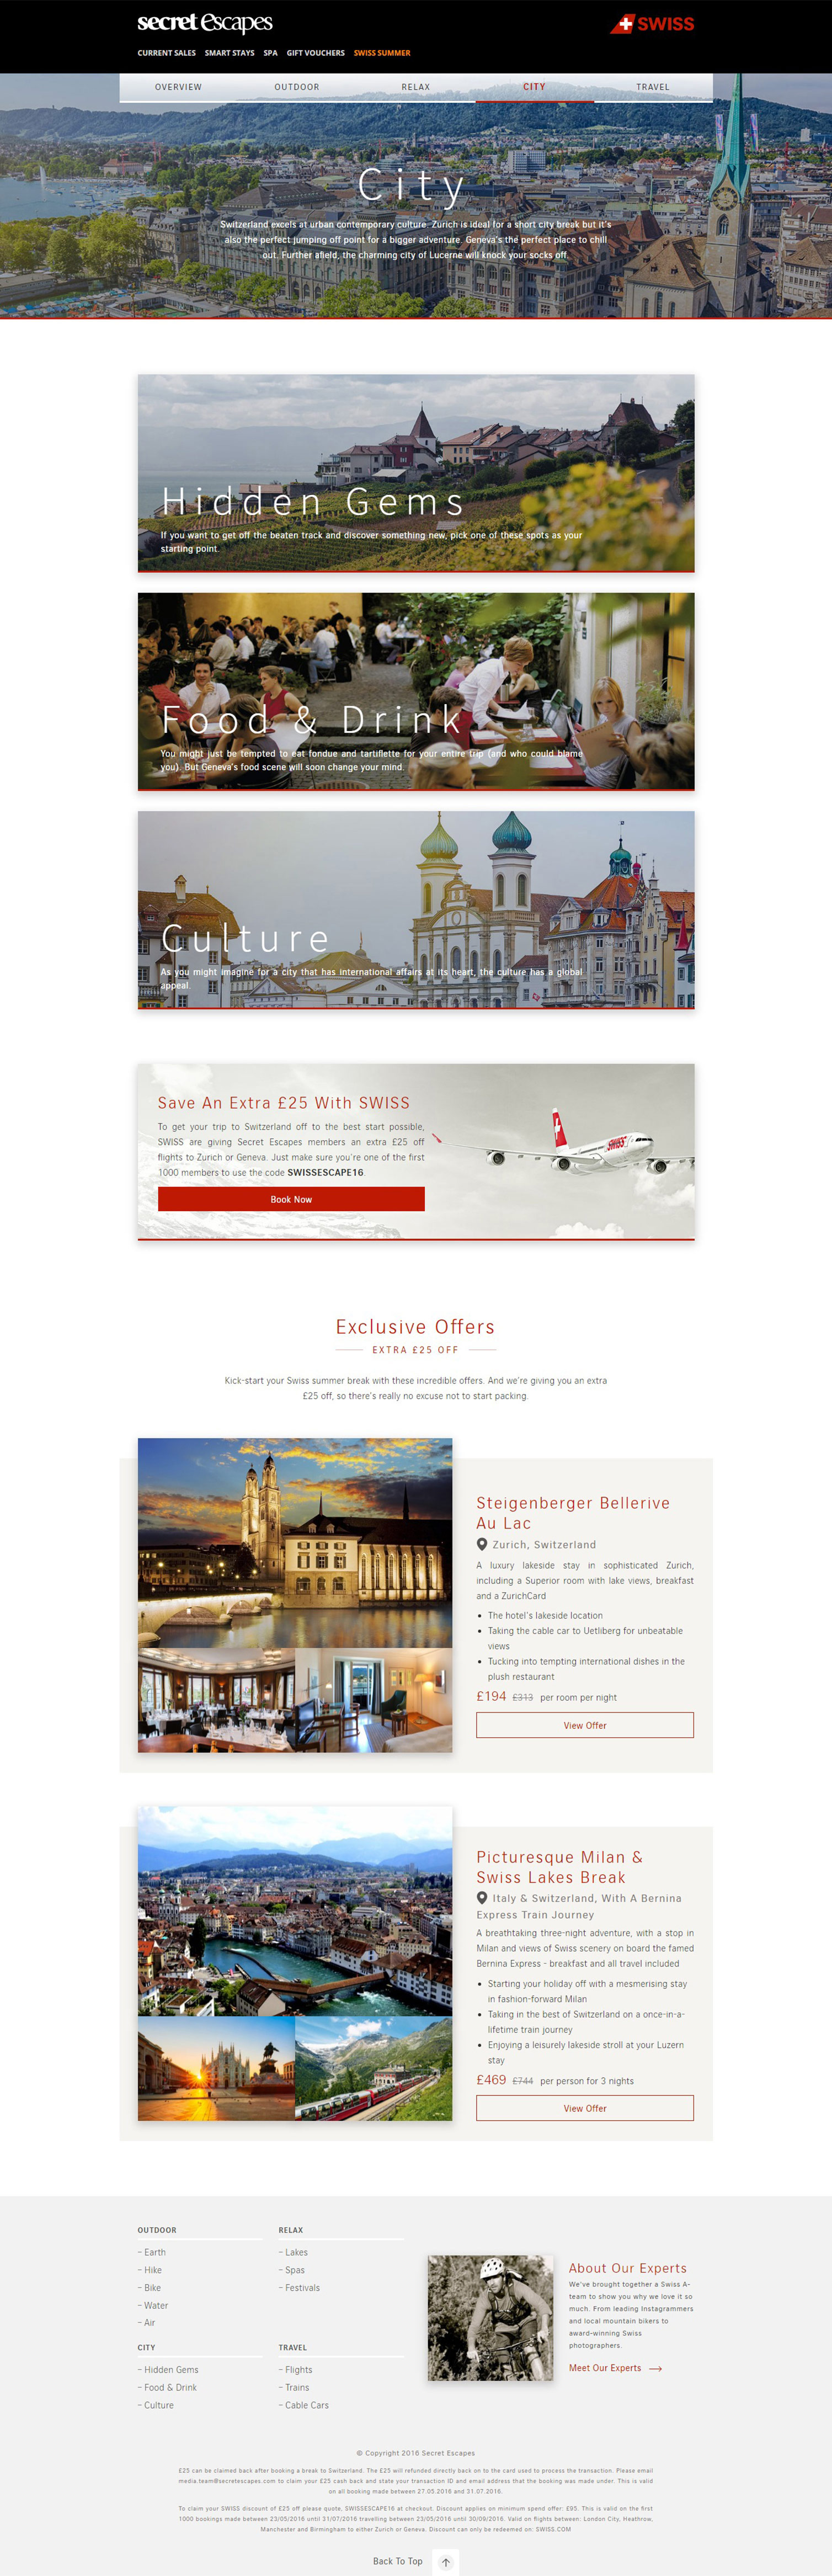 secret Escapes
SWISS
CURRENT SALES SMART STAYS SPA GIFT VOUCHERS SWISS SUMMER
OVERVIEW OUTDOOR RELAX CITY TRAVEL
City
Switzerland excels at urban contemporary culture. Zurich is ideal for a short city break but it's
also the perfect jumping off point for a bigger adventure. Geneva's the perfect place to chill
out. Further afield, the charming city of Lucerne will knock your socks off.
Hidden Gems
If you want to get off the beaten track and discover something new, pick one of these spots as your
starting point.
Food & Drink
You might just be tempted to eat fondue and tartiflette for your entire trip (and who could blame
you). But Geneva's food scene will soon change your mind.
Culture
As you might imagine for a city that has international affairs at its heart, the culture has a global
appeal.
Save An Extra £25 With SWISS
To get your trip to Switzerland off to the best start possible,
SWISS are giving Secret Escapes members an extra £25 off
flights to Zurich or Geneva. Just make sure you're one of the first
1000 members to use the code SWISSESCAPE16
Book Now
SWISS
Exclusive Offers
EXTRA £25 OFF
Kick-start your Swiss summer break with these incredible offers. And we're giving you an extra
£25 off, so there's really no excuse not to start packing.
Steigenberger Bellerive
Au Lac
Zurich, Switzerland
A luxury lakeside stay in sophisticated Zurich,
including a Superior room with lake views, breakfast
and a ZurichCard
• The hotel's lakeside location
• Taking the cable car to Uetliberg for unbeatable
views
• Tucking into tempting international dishes in the
plush restaurant
£194 £313 per room per night
View Offer
Picturesque Milan &
Swiss Lakes Break
Italy & Switzerland, With A Bernina
Express Train Journey
A breathtaking three-night adventure, with a stop in
Milan and views of Swiss scenery on board the famed
Bernina Express - breakfast and all travel included
• Starting your holiday off with a mesmerising stay
in fashion-forward Milan
• Taking in the best of Switzerland on a once-in-a-
lifetime train journey
• Enjoying a leisurely lakeside stroll at your Luzern
stay
£469 £744 per person for 3 nights
View Offer
OUTDOOR
– Earth
– Hike
– Bike
– Water
– Air
RELAX
– Lakes
– Spas
– Festivals
CITY
– Hidden Gems
– Food & Drink
– Culture
TRAVEL
– Flights
– Trains
– Cable Cars
About Our Experts
We've brought together a Swiss A-
team to show you why we love it so
much. From leading Instagrammers
and local mountain bikers to
award-winning Swiss
photographers.
Meet Our Experts
© Copyright 2016 Secret Escapes
£25 can be claimed back after booking a break to Switzerland. The £25 will refunded directly back on to the card used to process the transaction. Please email
media.team@secretescapes.com to claim your £25 cash back and state your transaction ID and email address that the booking was made under. This is valid
on all booking made between 27.05.2016 and 31.07.2016.
To claim your SWISS discount of £25 off please quote, SWISSESCAPE16 at checkout. Discount applies on minimum spend offer: £95. This is valid on the first
1000 bookings made between 23/05/2016 until 31/07/2016 travelling between 23/05/2016 until 30/09/2016. Valid on flights between: London City, Heathrow,
Manchester and Birmingham to either Zurich or Geneva. Discount can only be redeemed on: SWISS.COM
Back To Top